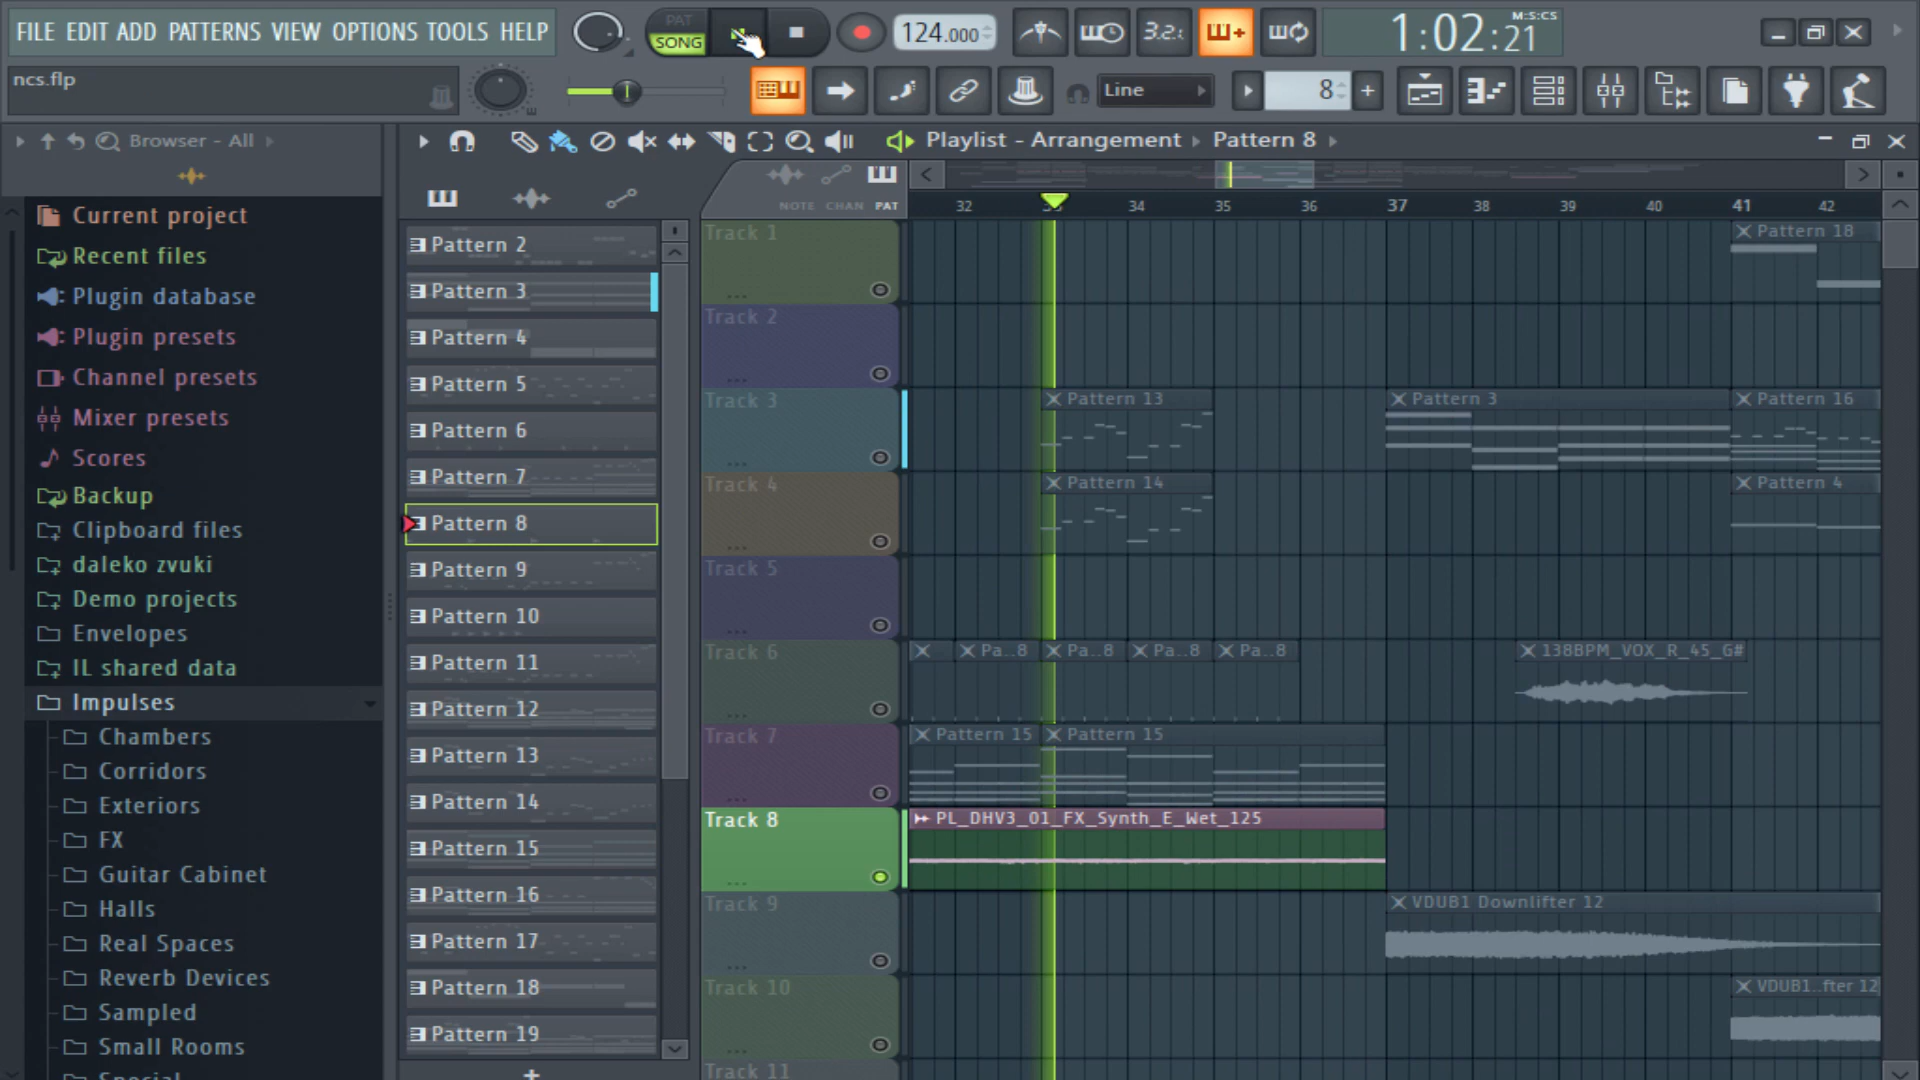 FILE EDIT ADD PATTERNS VIEW OPTIONS TOOLS HELP
PAT
SONG
124.000
3.2.
M:S:CS
1:02:21
ncs.flp
Line
8
Browser - All
Playlist - Arrangement
Pattern 8
NOTE CHAN PAT
32 33 34 35 36 37 38 39 40 41 42
Current project
Recent files
Plugin database
Plugin presets
Channel presets
Mixer presets
Scores
Backup
Clipboard files
daleko zvuki
Demo projects
Envelopes
IL shared data
Impulses
Chambers
Corridors
Exteriors
FX
Guitar Cabinet
Halls
Real Spaces
Reverb Devices
Sampled
Small Rooms
Special
Pattern 2
Pattern 3
Pattern 4
Pattern 5
Pattern 6
Pattern 7
Pattern 8
Pattern 9
Pattern 10
Pattern 11
Pattern 12
Pattern 13
Pattern 14
Pattern 15
Pattern 16
Pattern 17
Pattern 18
Pattern 19
Track 1
Pattern 18
Track 2
Track 3
Pattern 13
Pattern 3
Pattern 16
Track 4
Pattern 14
Pattern 4
Track 5
Track 6
Pa..8 Pa..8 Pa..8 Pa..8
138BPM_VOX_R_45_G#
Track 7
Pattern 15 Pattern 15
Track 8
PL_DHV3_01_FX_Synth_E_Wet_125
Track 9
VDUB1 Downlifter 12
Track 10
VDUB1..fter 12
Track 11